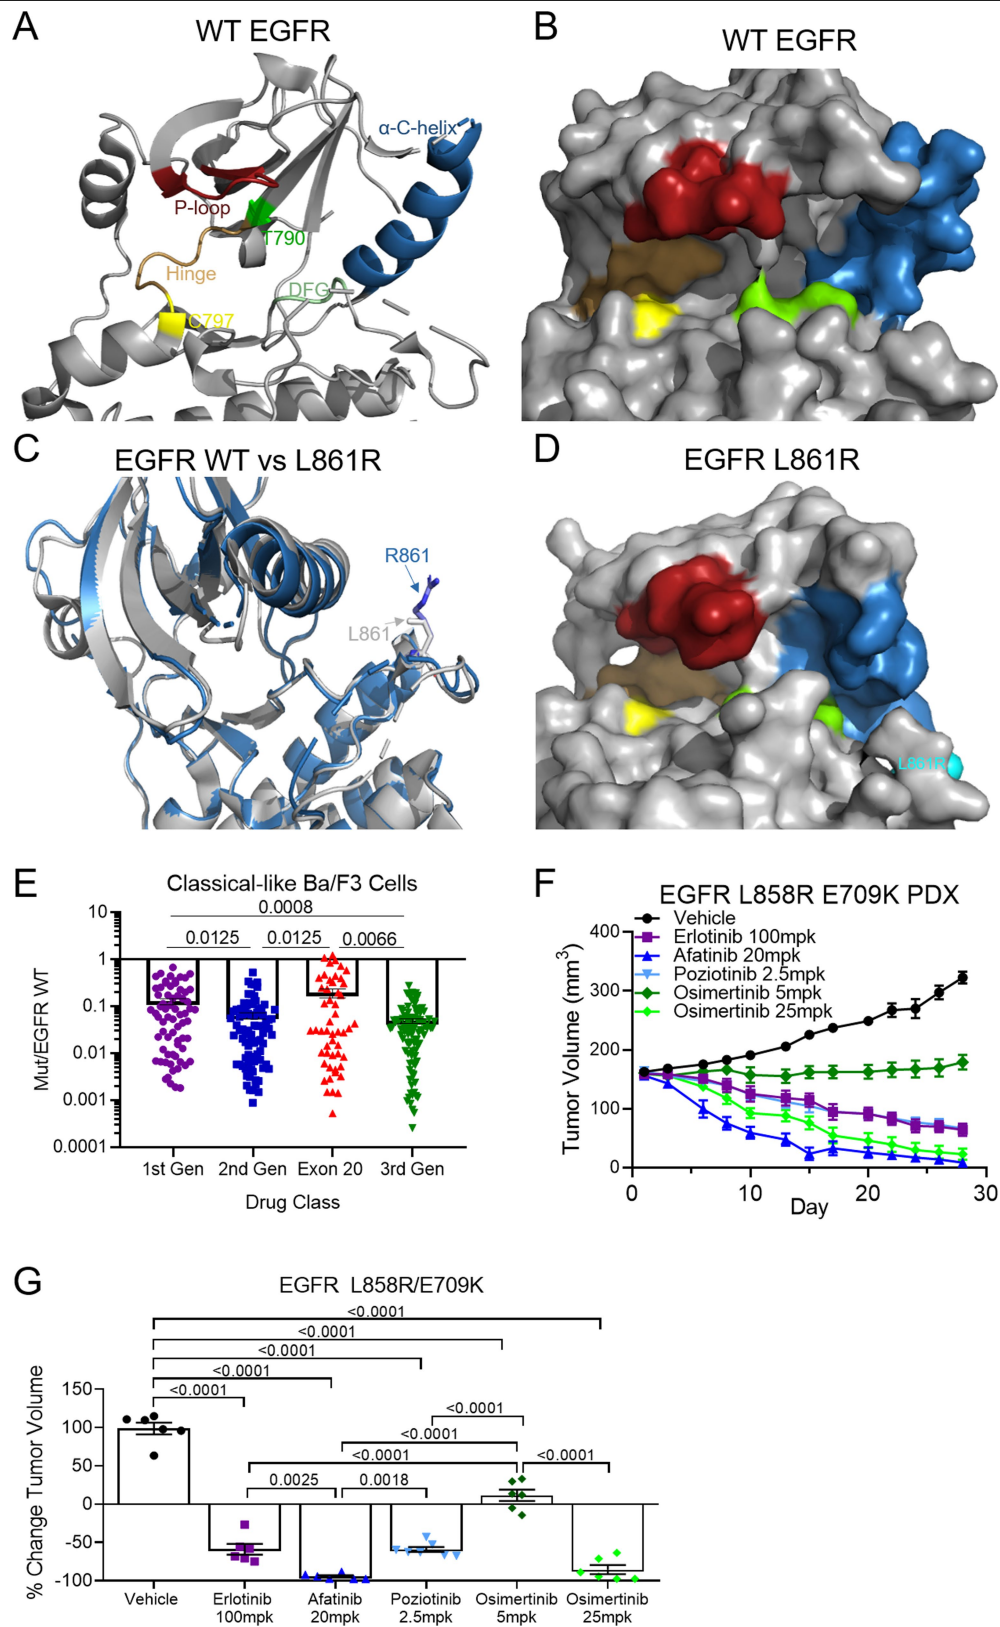 A
WT EGFR
α-C-helix
P-loop
T790
Hinge
DFG
C797
B
WT EGFR
C
EGFR WT vs L861R
R861
L861
D
EGFR L861R
L861R
E
Classical-like Ba/F3 Cells
0.0008
0.0125
0.0125
0.0066
Mut/EGFR WT
10
1
0.1
0.01
0.001
0.0001
1st Gen
2nd Gen
Exon 20
3rd Gen
Drug Class
F
EGFR L858R E709K PDX
Vehicle
Erlotinib 100mpk
Afatinib 20mpk
Poziotinib 2.5mpk
Osimertinib 5mpk
Osimertinib 25mpk
Tumor Volume (mm3)
400
300
200
100
0
0
10
20
30
Day
G
EGFR L858R/E709K
<0.0001
<0.0001
<0.0001
<0.0001
<0.0001
<0.0001
<0.0001
<0.0001
<0.0001
0.0025
0.0018
% Change Tumor Volume
150
100
50
0
-50
-100
Vehicle
Erlotinib
100mpk
Afatinib
20mpk
Poziotinib
2.5mpk
Osimertinib
5mpk
Osimertinib
25mpk